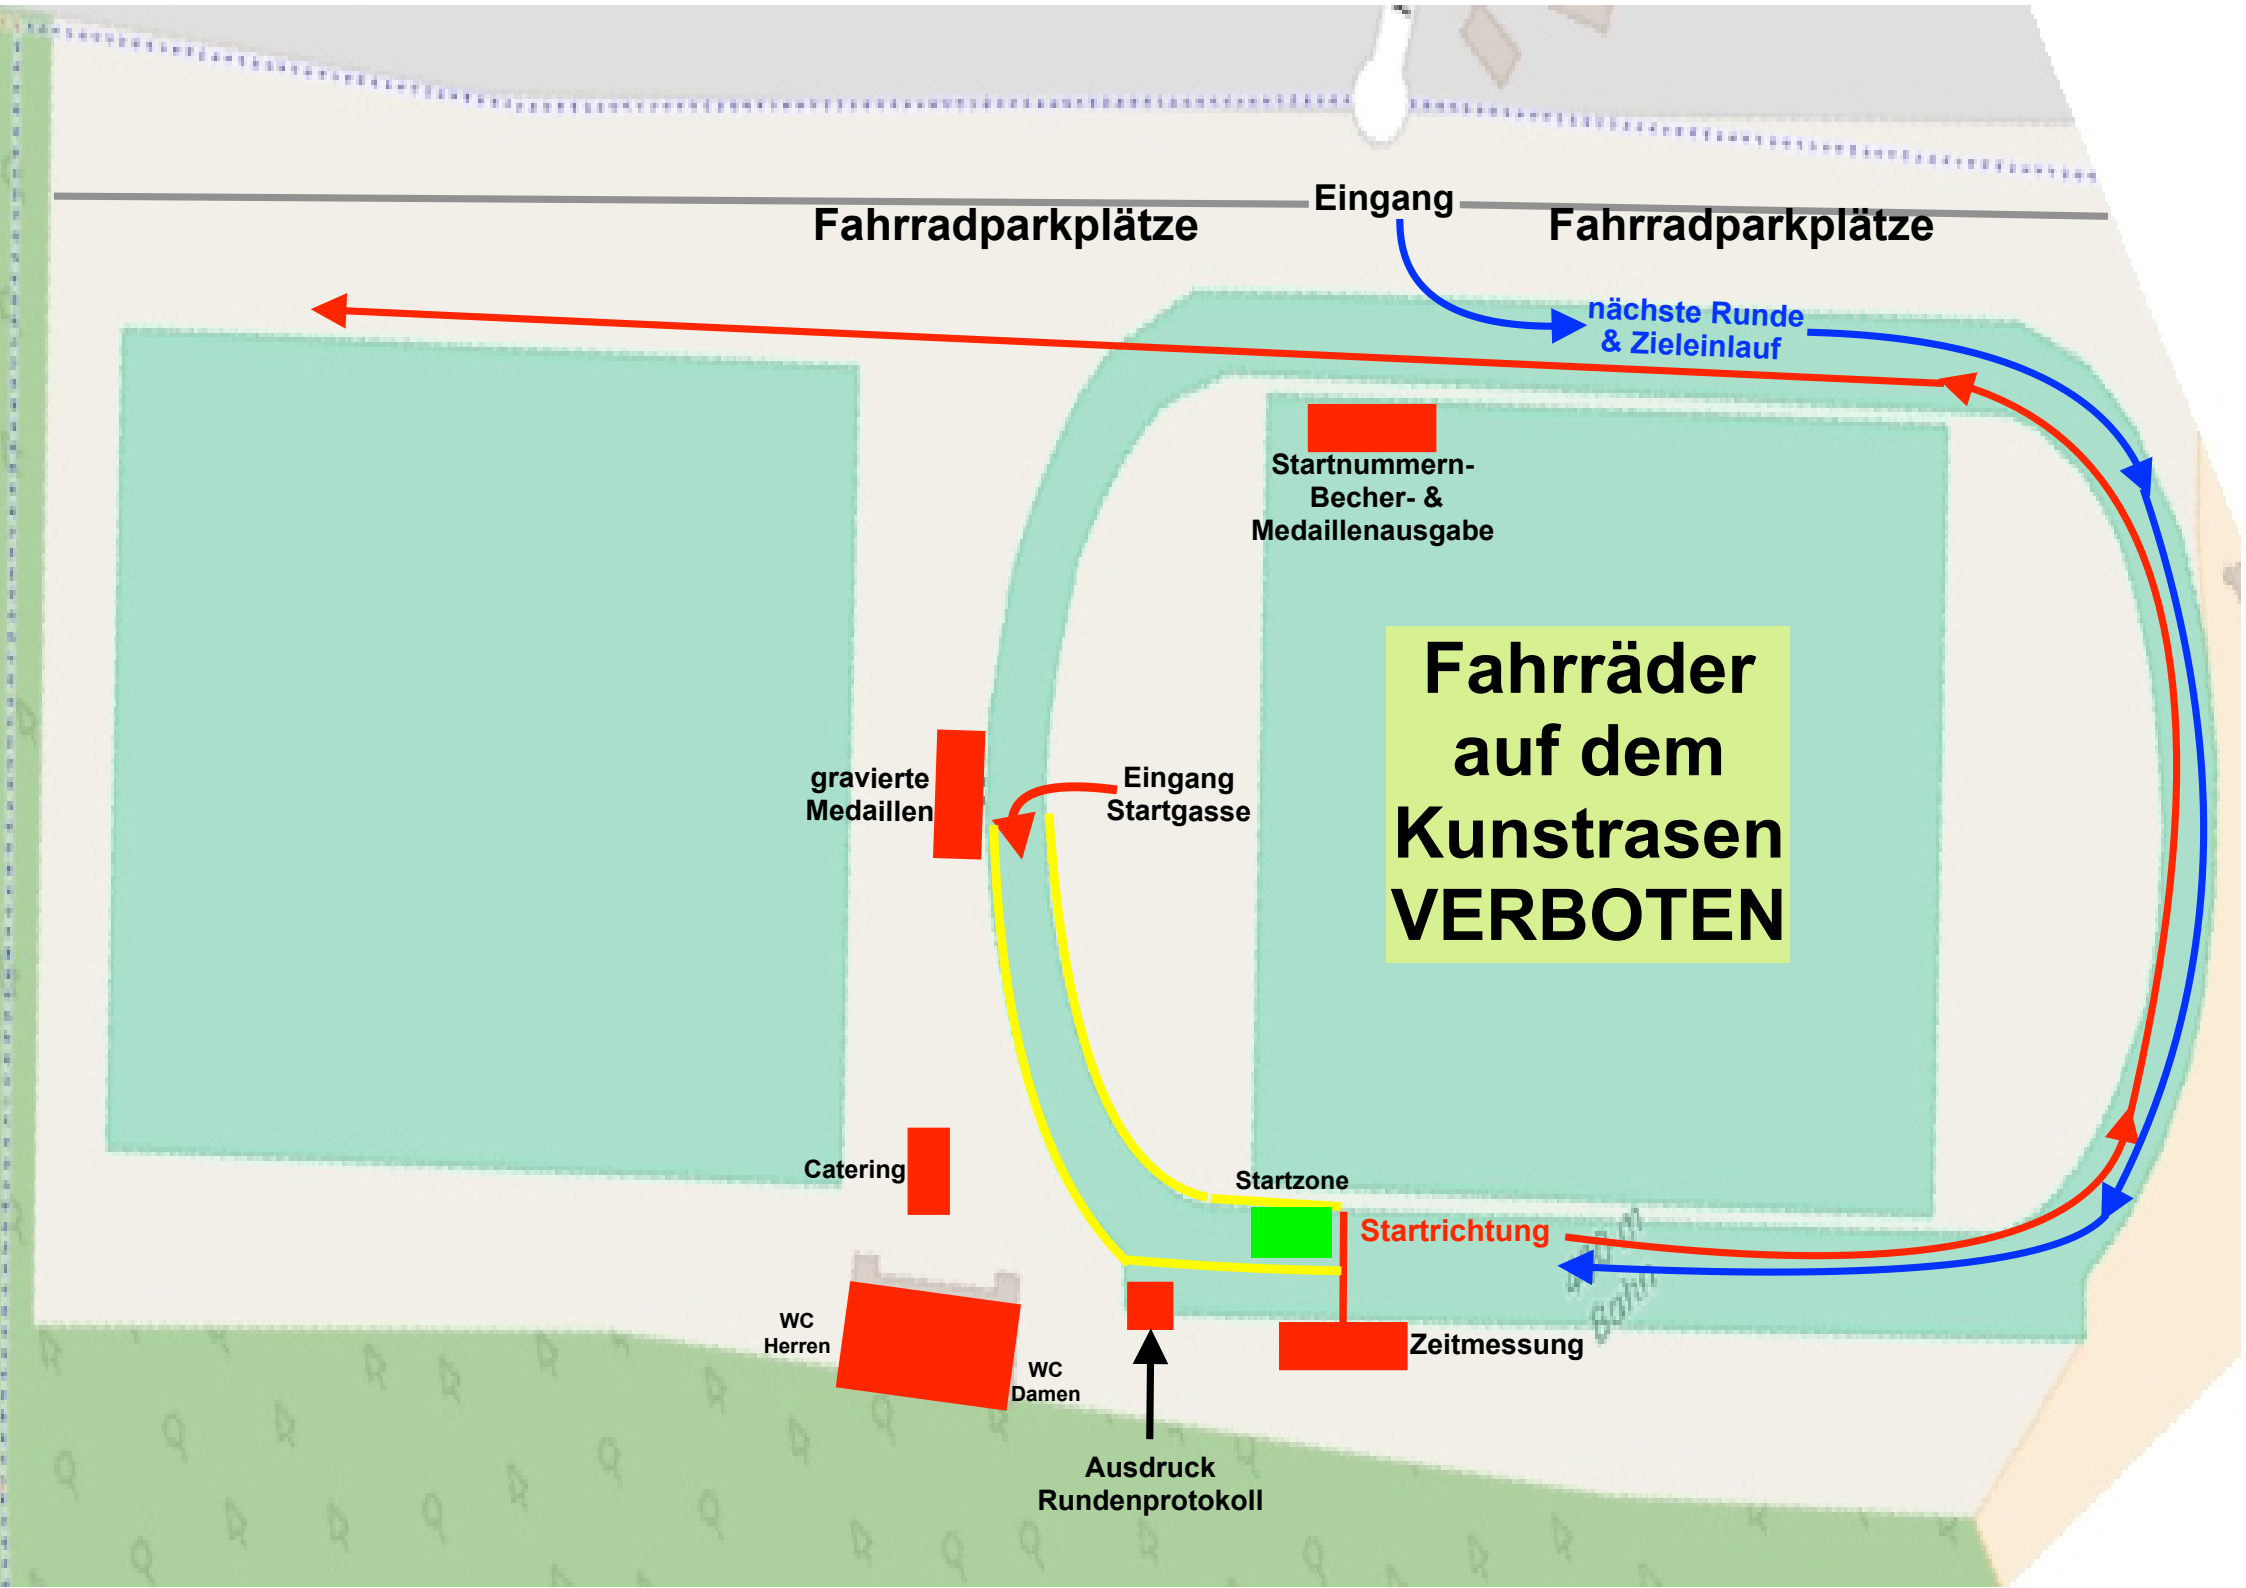 Eingang
Fahrradparkplätze
Fahrradparkplätze
nächste Runde
& Zieleinlauf
Startnummern-
Becher- &
Medaillenausgabe
Fahrräder
auf dem
Kunstrasen
VERBOTEN
gravierte
Medaillen
Eingang
Startgasse
Catering
Startzone
Startrichtung
Bahn
WC
Herren
WC
Damen
Zeitmessung
Ausdruck
Rundenprotokoll